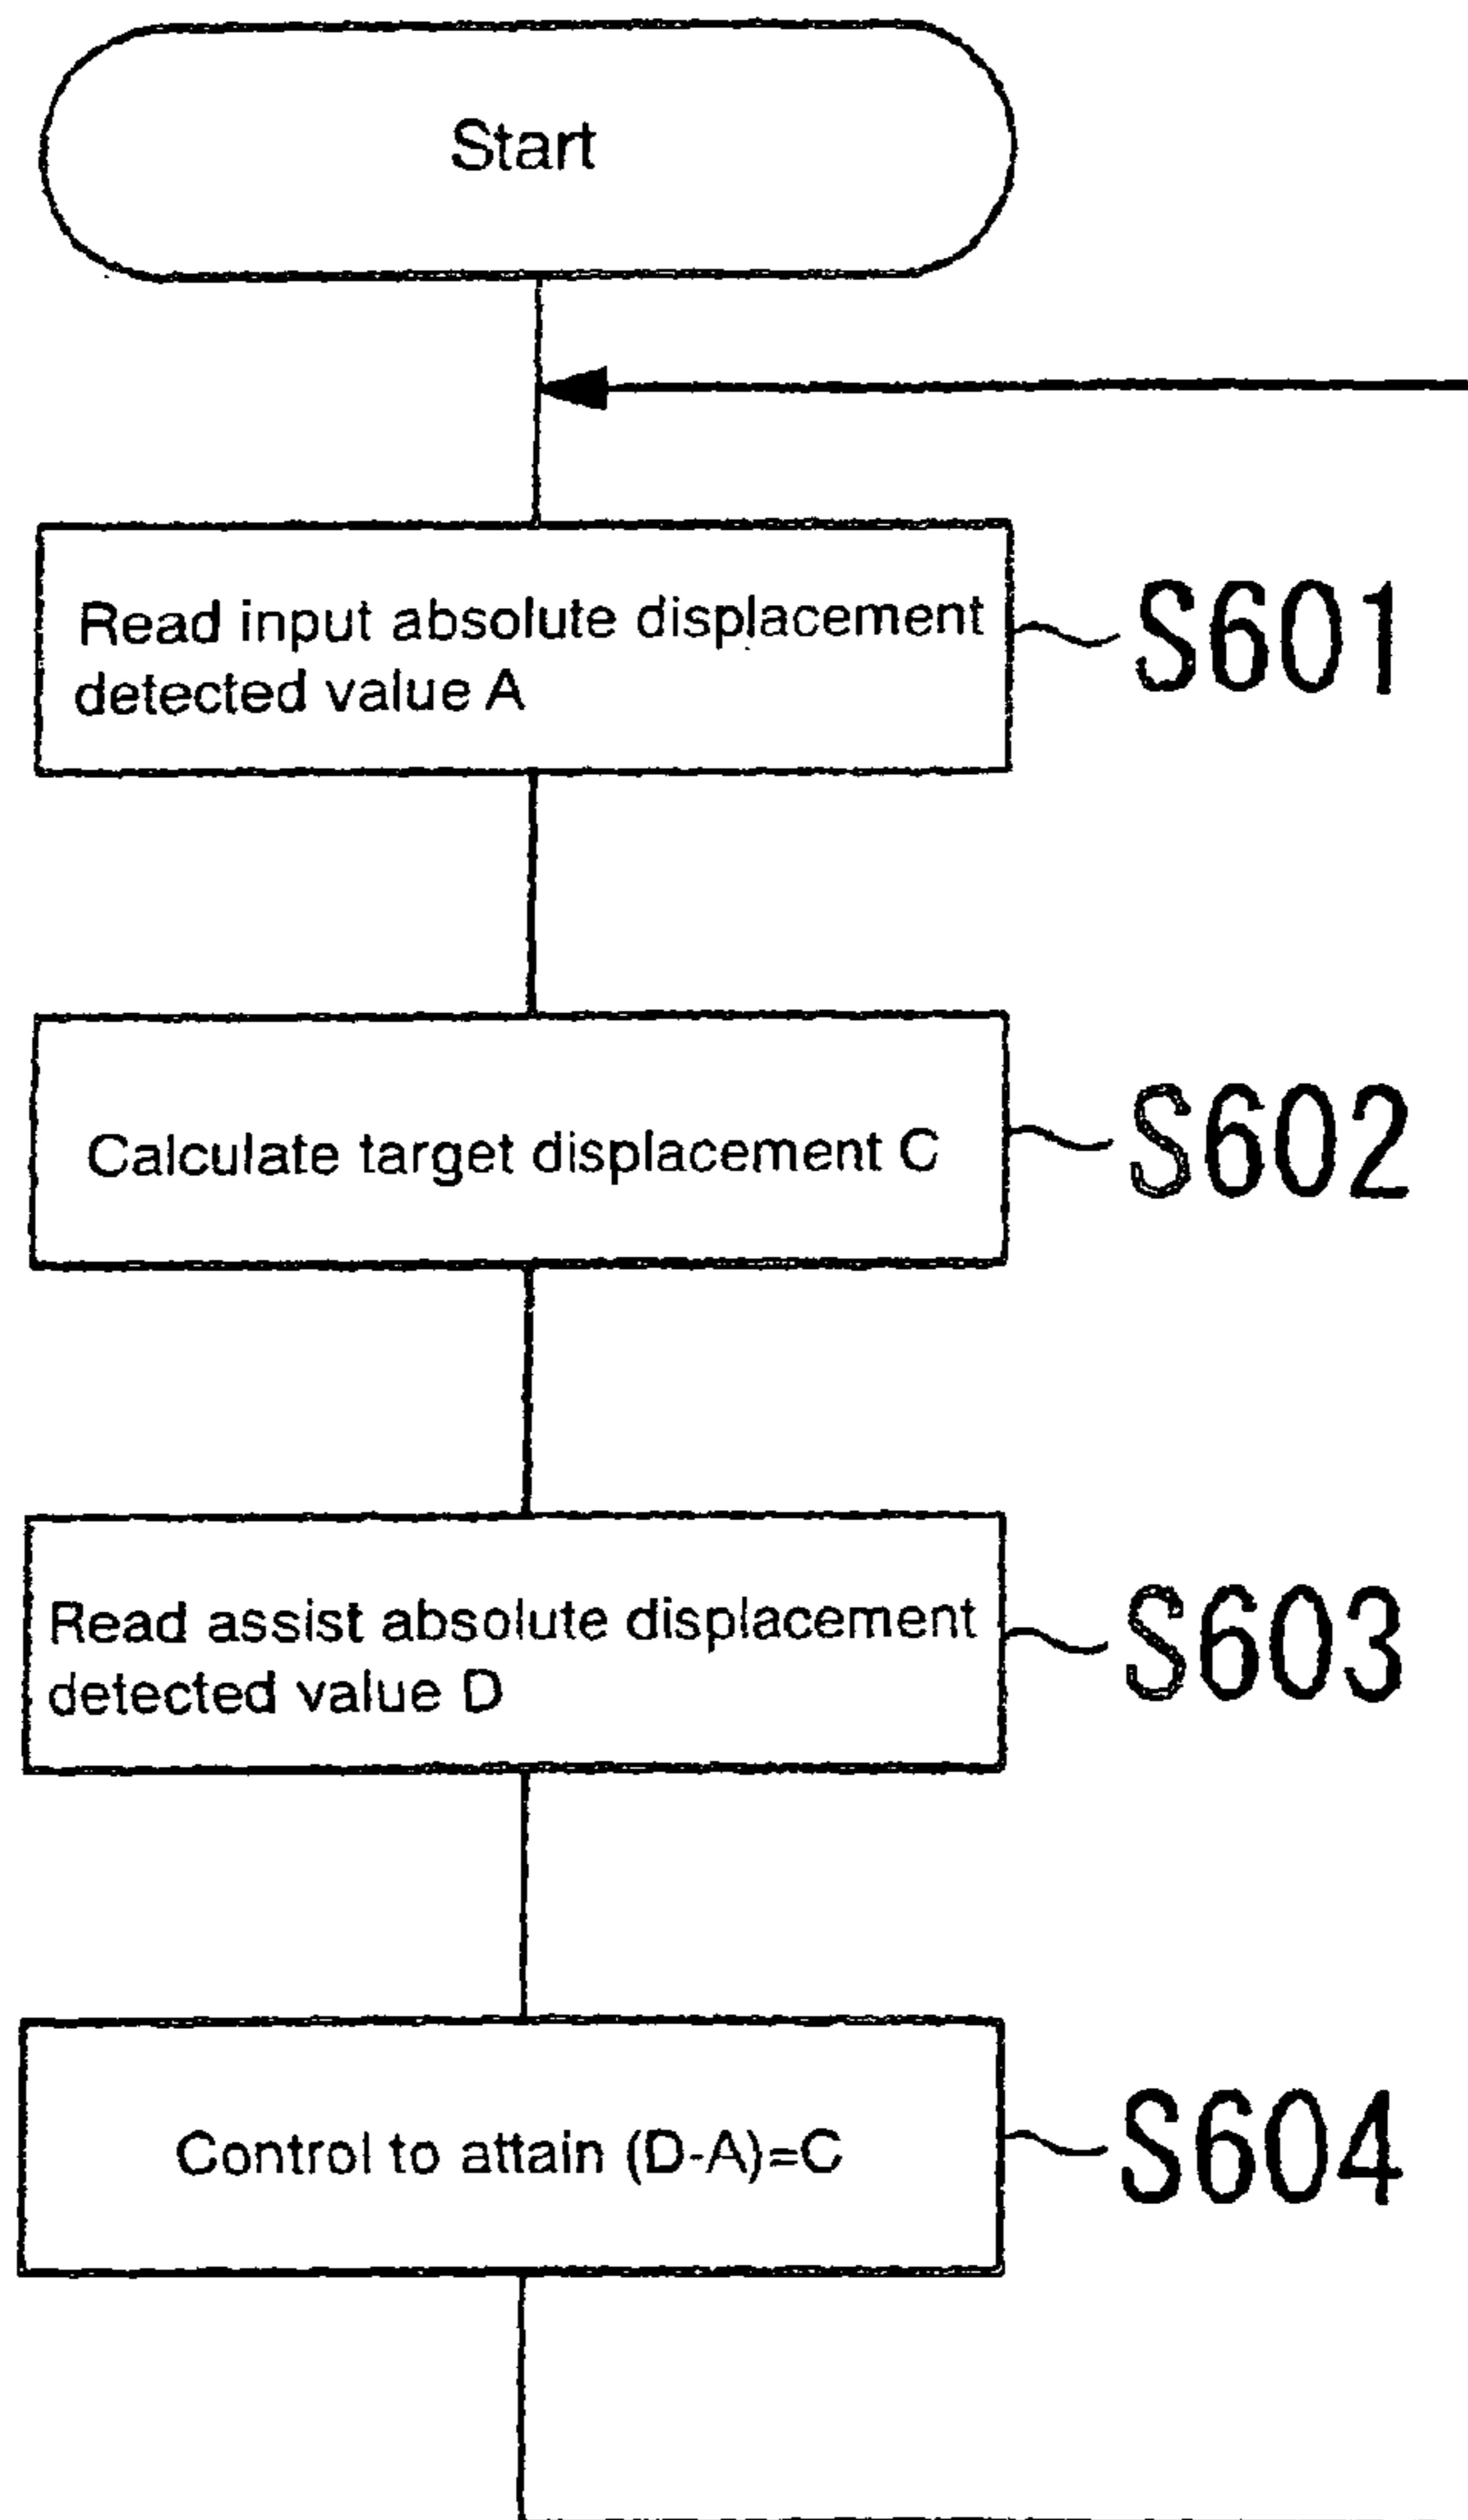 Start
Read input absolute displacement
detected value A
S601
Calculate target displacement C
S602
Read assist absolute displacement
detected value D
S603
Control to attain (D-A)=C
S604